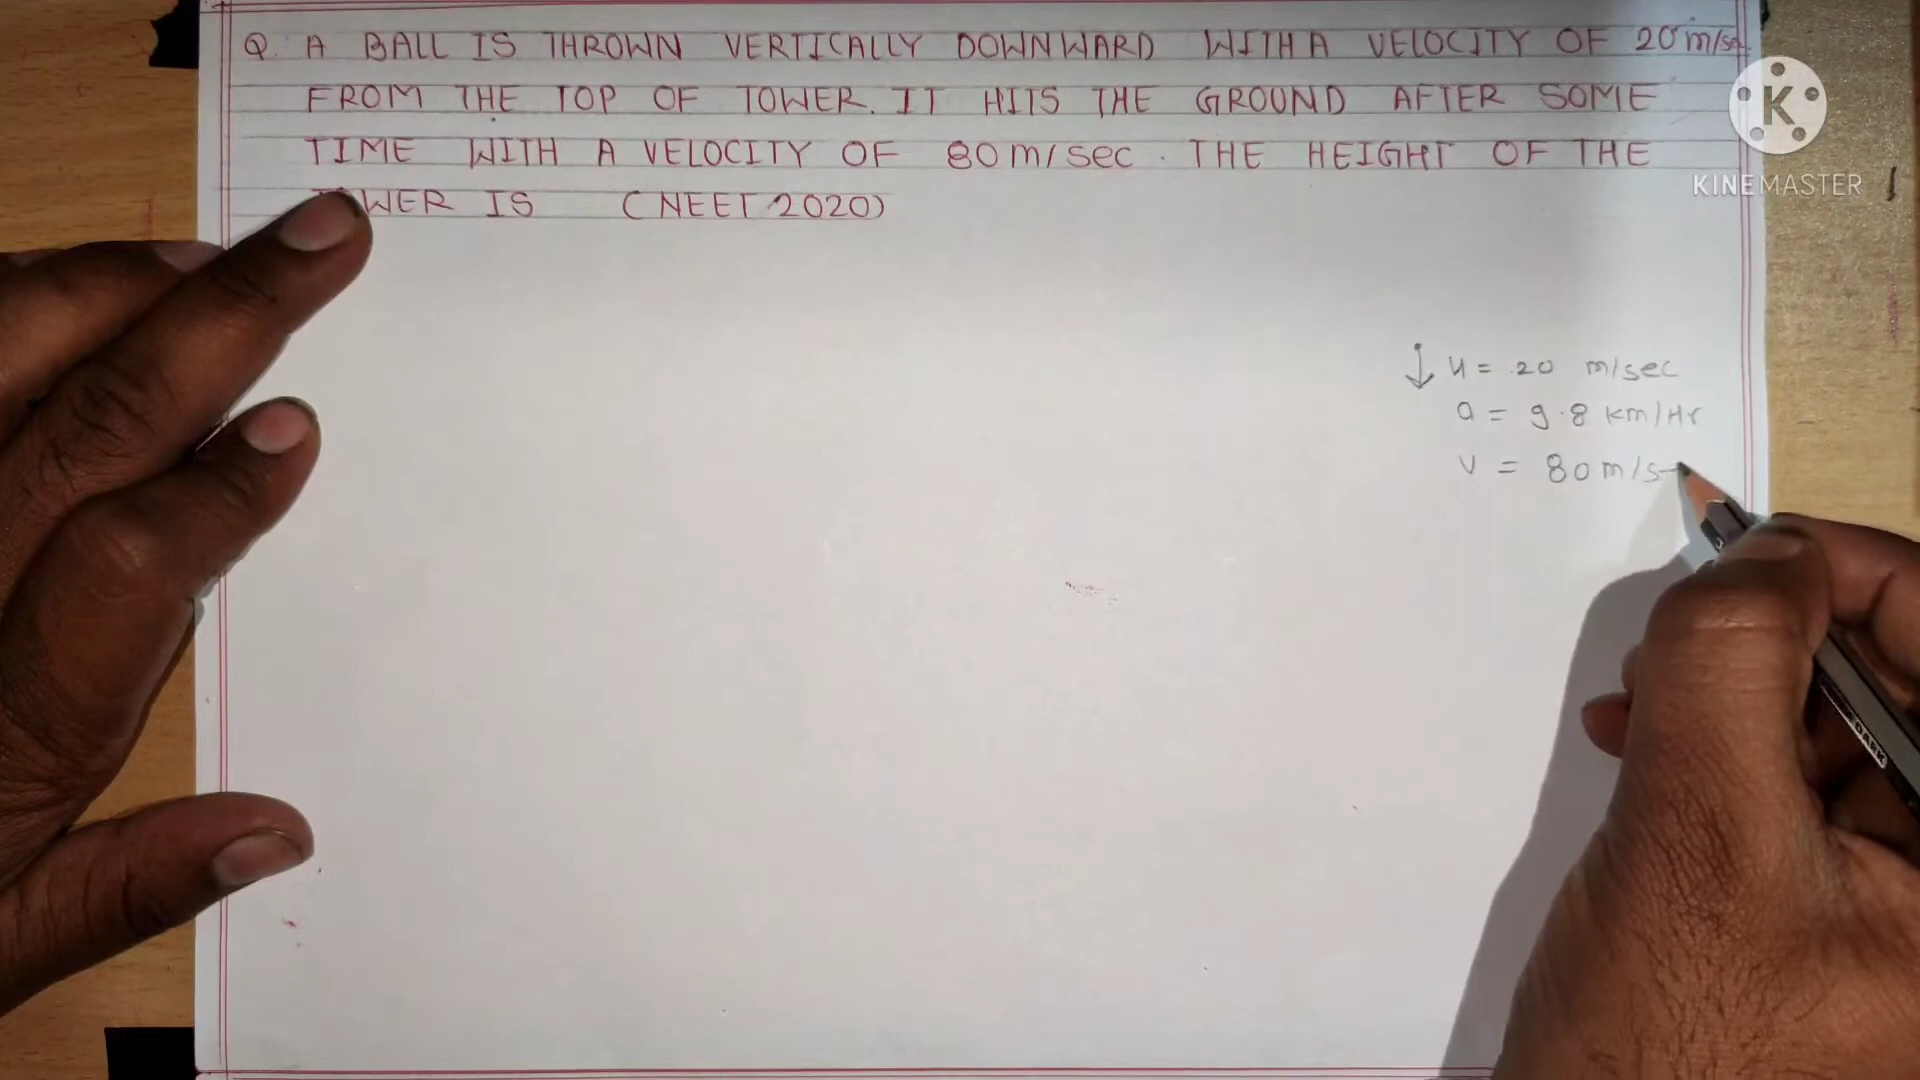 Q. A BALL IS THROWN VERTICALLY DOWNWARD WITH A VELOCITY OF 20 m/sec.
FROM THE TOP OF TOWER. IT HITS THE GROUND AFTER SOME
TIME WITH A VELOCITY OF 80 m/sec. THE HEIGHT OF THE
TOWER IS (NEET 2020)
K
KINEMASTER
↓ u = 20 m/sec
a = 9.8 km/Hr
v = 80 m/s
DARK